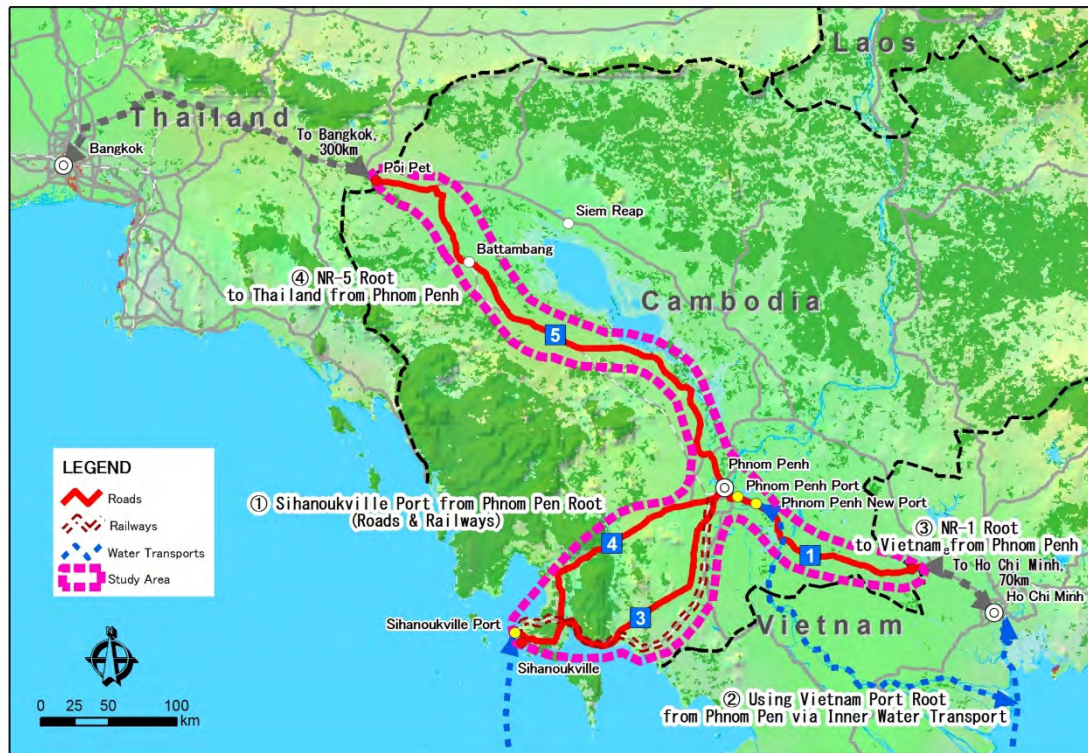 Laos
Thailand
Bangkok
To Bangkok,
300km
Poi Pet
Siem Reap
Battambang
④ NR-5 Root
to Thailand from Phnom Penh
Cambodia
5
LEGEND
Roads
Railways
Water Transports
Study Area
① Sihanoukville Port from Phnom Pen Root
(Roads & Railways)
Phnom Penh
Phnom Penh Port
Phnom Penh New Port
③ NR-1 Root
to Vietnam from Phnom Penh
To Ho Chi Minh,
70km
Ho Chi Minh
4
1
3
Sihanoukville Port
Sihanoukville
Vietnam
② Using Vietnam Port Root
from Phnom Pen via Inner Water Transport
N
0 25 50 100
km